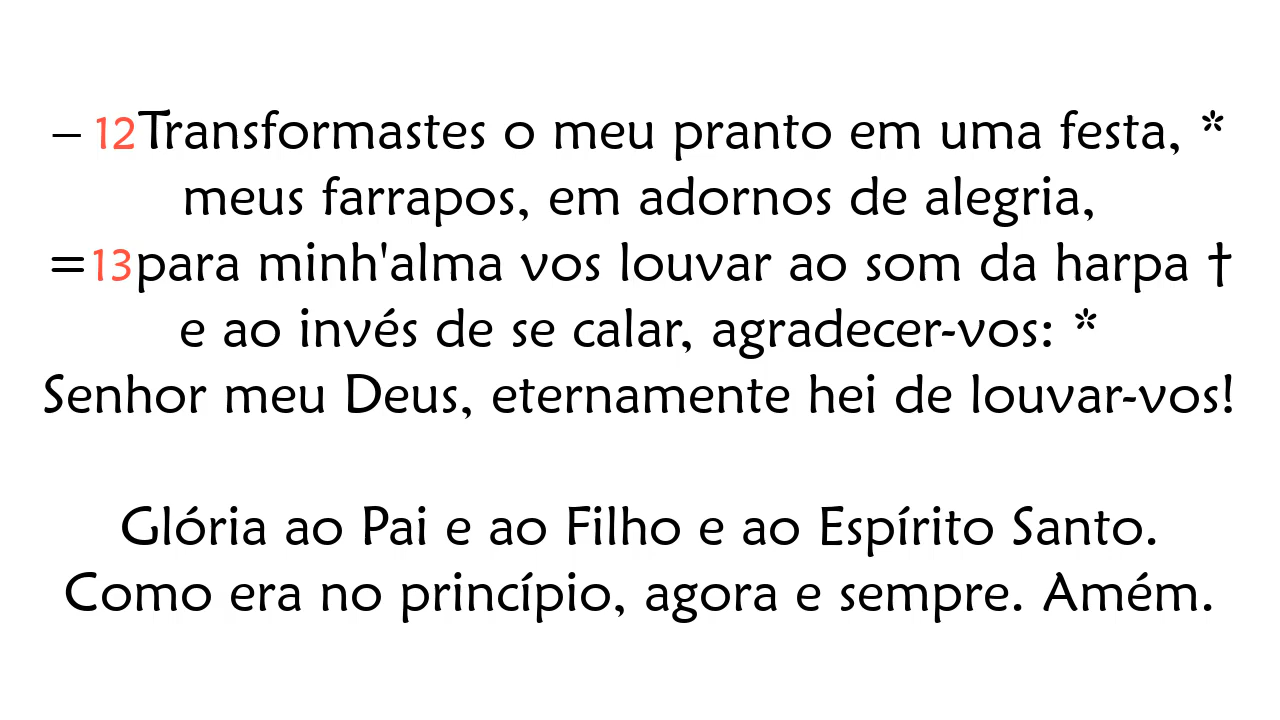 – 12Transformastes o meu pranto em uma festa, *
meus farrapos, em adornos de alegria,
=13para minh'alma vos louvar ao som da harpa †
e ao invés de se calar, agradecer-vos: *
Senhor meu Deus, eternamente hei de louvar-vos!
Glória ao Pai e ao Filho e ao Espírito Santo.
Como era no princípio, agora e sempre. Amém.